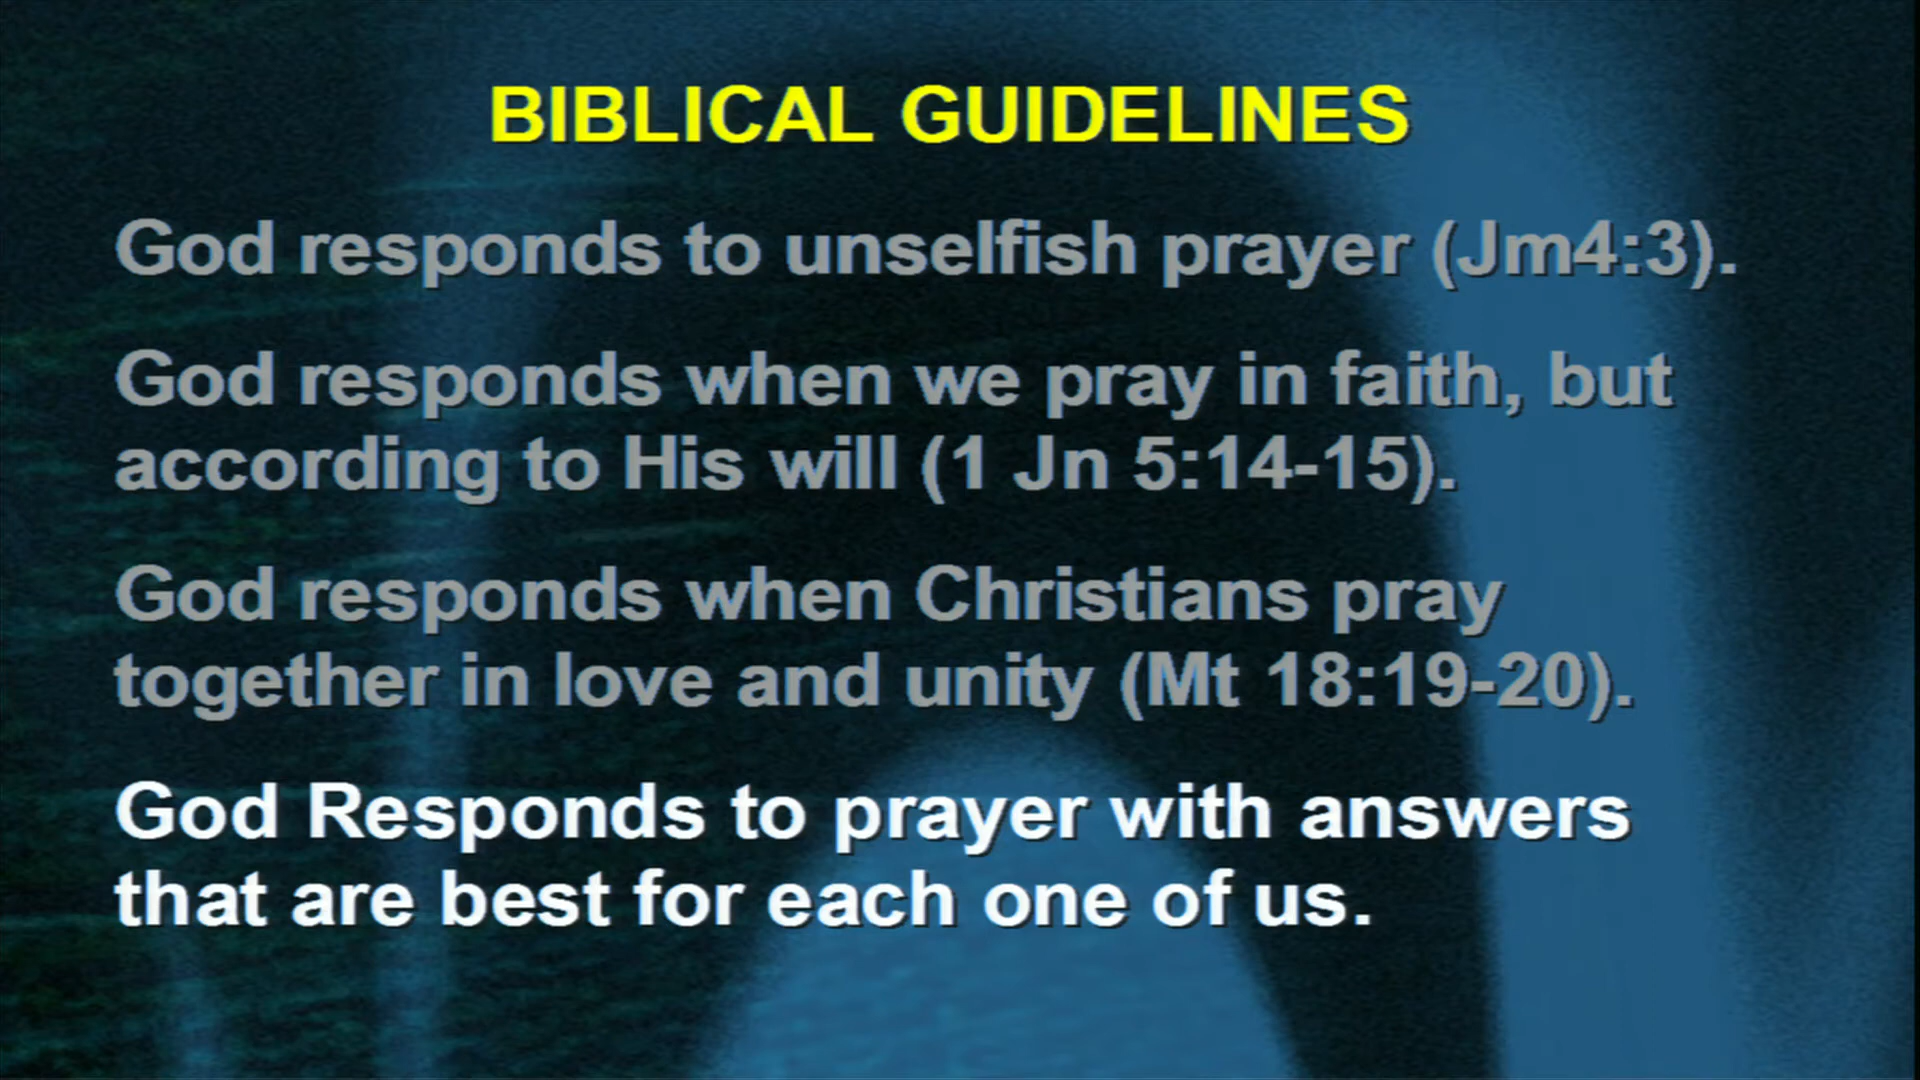 BIBLICAL GUIDELINES
God responds to unselfish prayer (Jm4:3).
God responds when we pray in faith, but
according to His will (1 Jn 5:14-15).
God responds when Christians pray
together in love and unity (Mt 18:19-20).
God Responds to prayer with answers
that are best for each one of us.